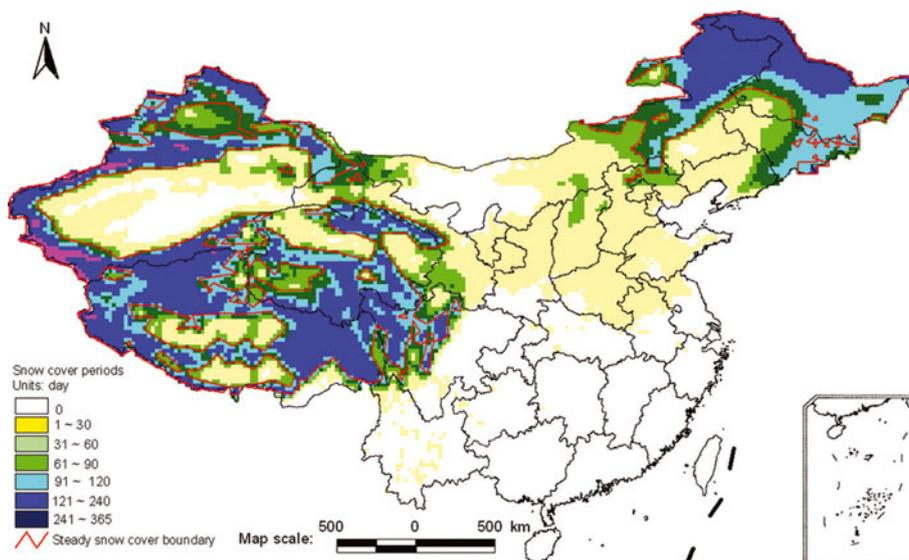 N
Snow cover periods
Units: day
0
1 ~ 30
31 ~ 60
61 ~ 90
91 ~ 120
121 ~ 240
241 ~ 365
Steady snow cover boundary
Map scale: 500 0 500 km